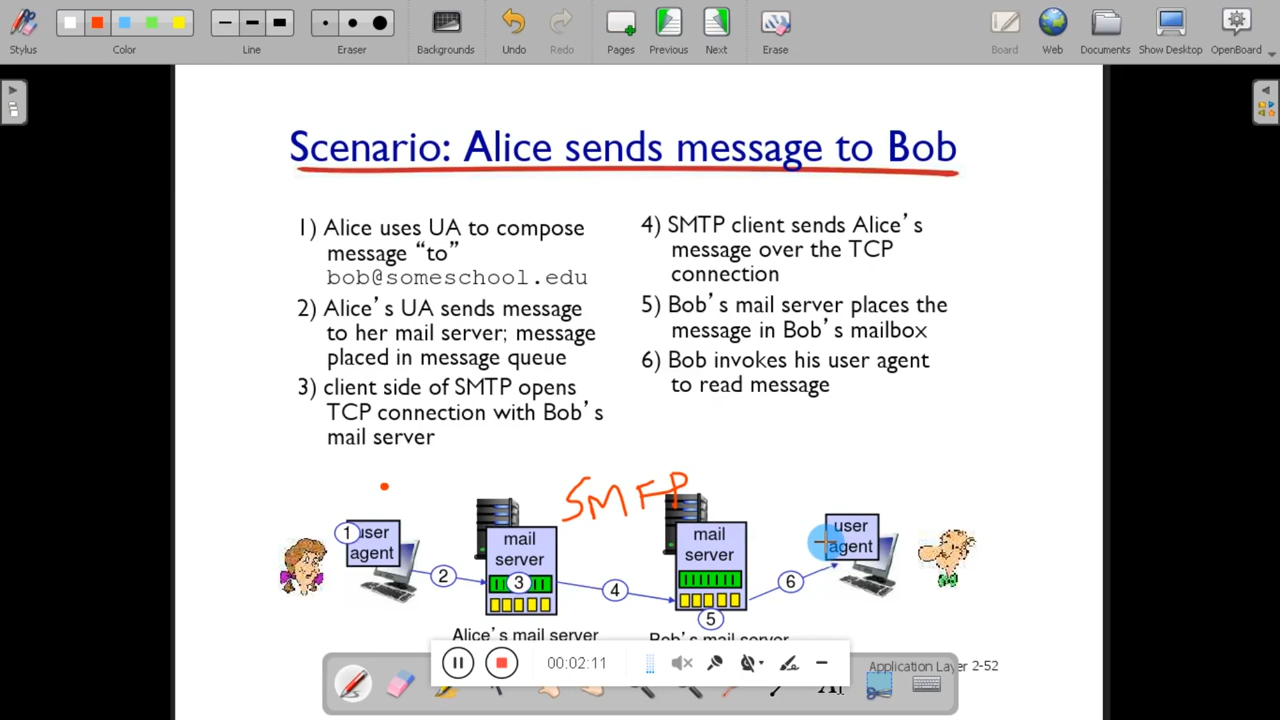 Stylus
Color
Line
Eraser
Backgrounds
Undo
Redo
Pages
Previous
Next
Erase
Board
Web
Documents
Show Desktop
OpenBoard
Scenario: Alice sends message to Bob
1) Alice uses UA to compose
message “to”
bob@someschool.edu
2) Alice’s UA sends message
to her mail server; message
placed in message queue
3) client side of SMTP opens
TCP connection with Bob’s
mail server
4) SMTP client sends Alice’s
message over the TCP
connection
5) Bob’s mail server places the
message in Bob’s mailbox
6) Bob invokes his user agent
to read message
SMTP
1 user
agent
2
mail
server
3
4
mail
server
5
6
user
agent
Alice’s mail server
Bob’s mail server
00:02:11
Application Layer 2-52